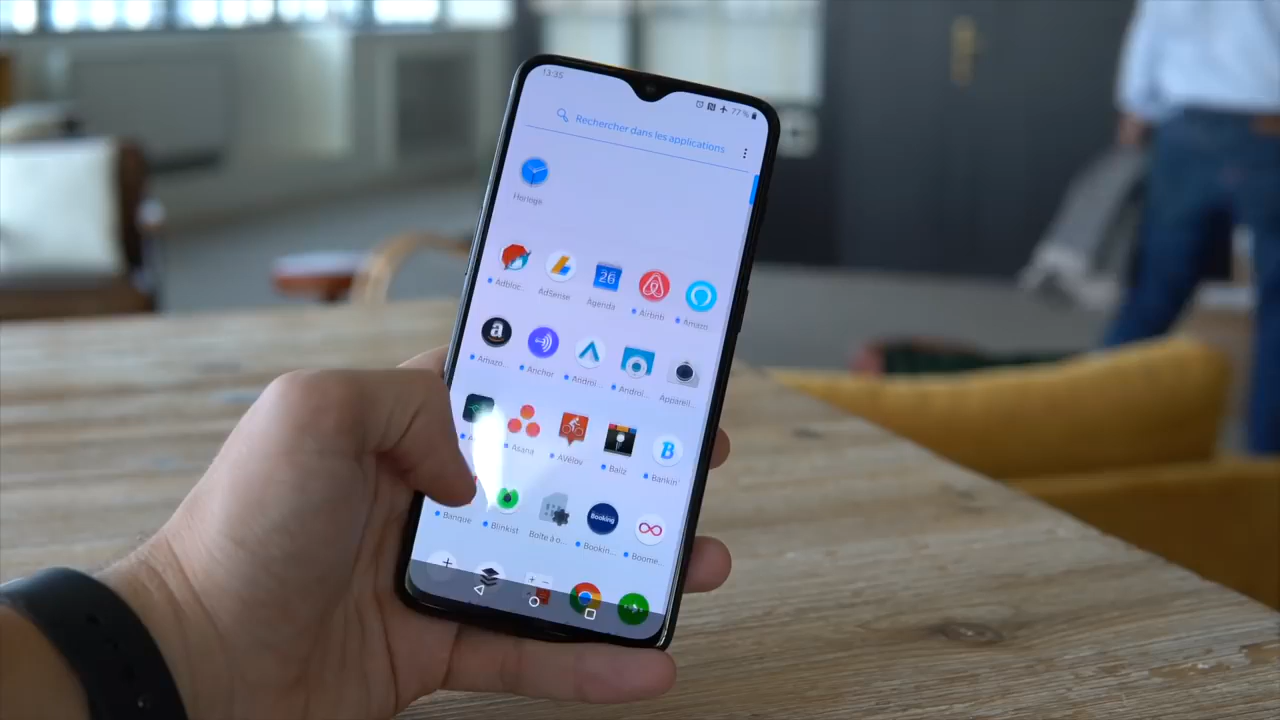 13:35 77%
Rechercher dans les applications
Horloge
26
Adbloc... AdSense Agenda Airbnb Amazo...
a
Amazo... Anchor Androi... Androi... Appareil...
B
Asana AVélov Bailz Bankin'
Booking
Banque Blinkist Boîte à o... Bookin... Boome...